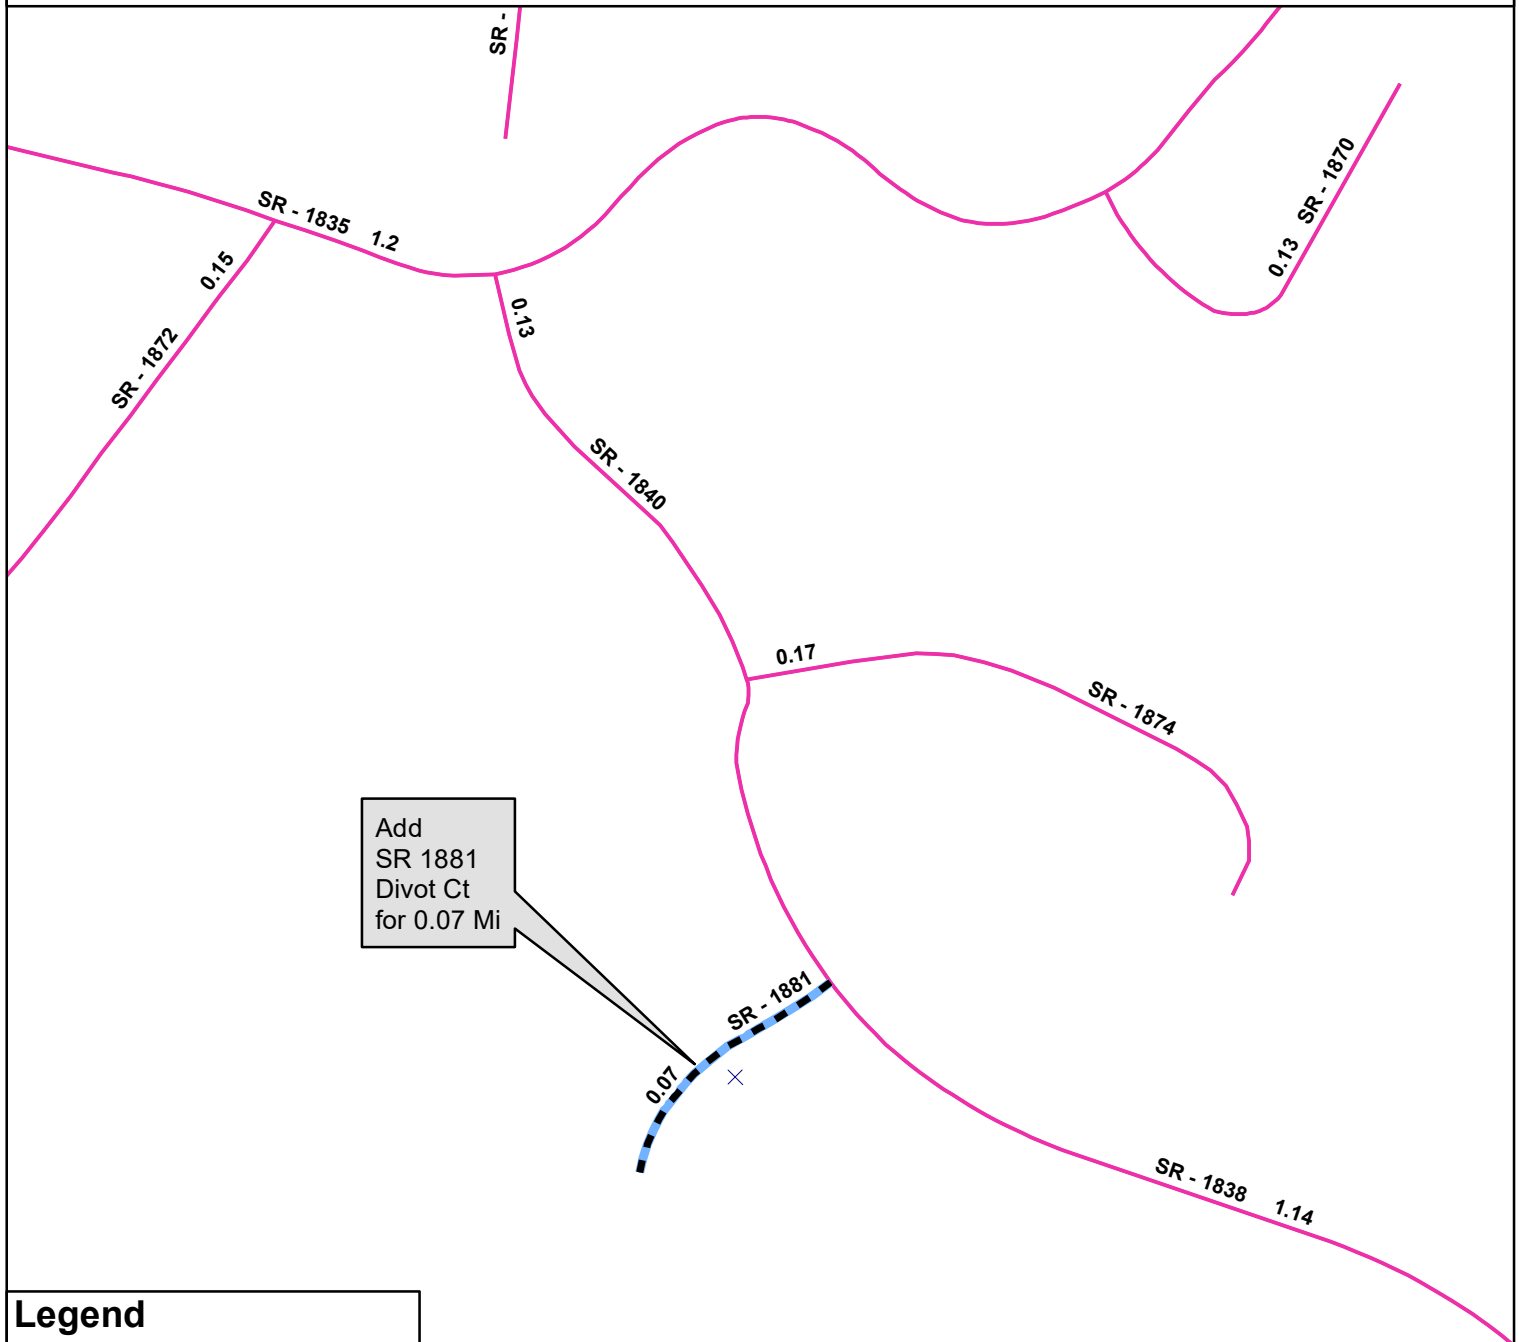 SR -
SR - 1835 1.2
0.13 SR - 1870
0.15
SR - 1872
0.13
SR - 1840
0.17
SR - 1874
Add
SR 1881
Divot Ct
for 0.07 Mi
SR - 1881
0.07
SR - 1838 1.14
Legend